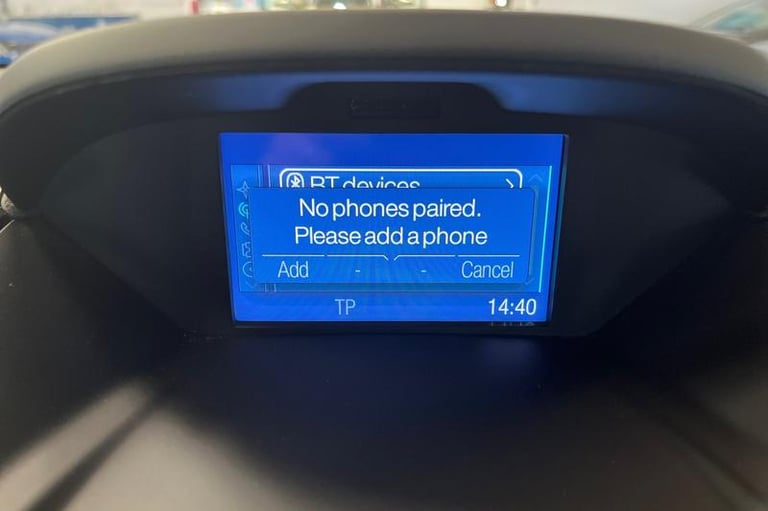 BT devices
No phones paired.
Please add a phone
Add - - Cancel
TP 14:40